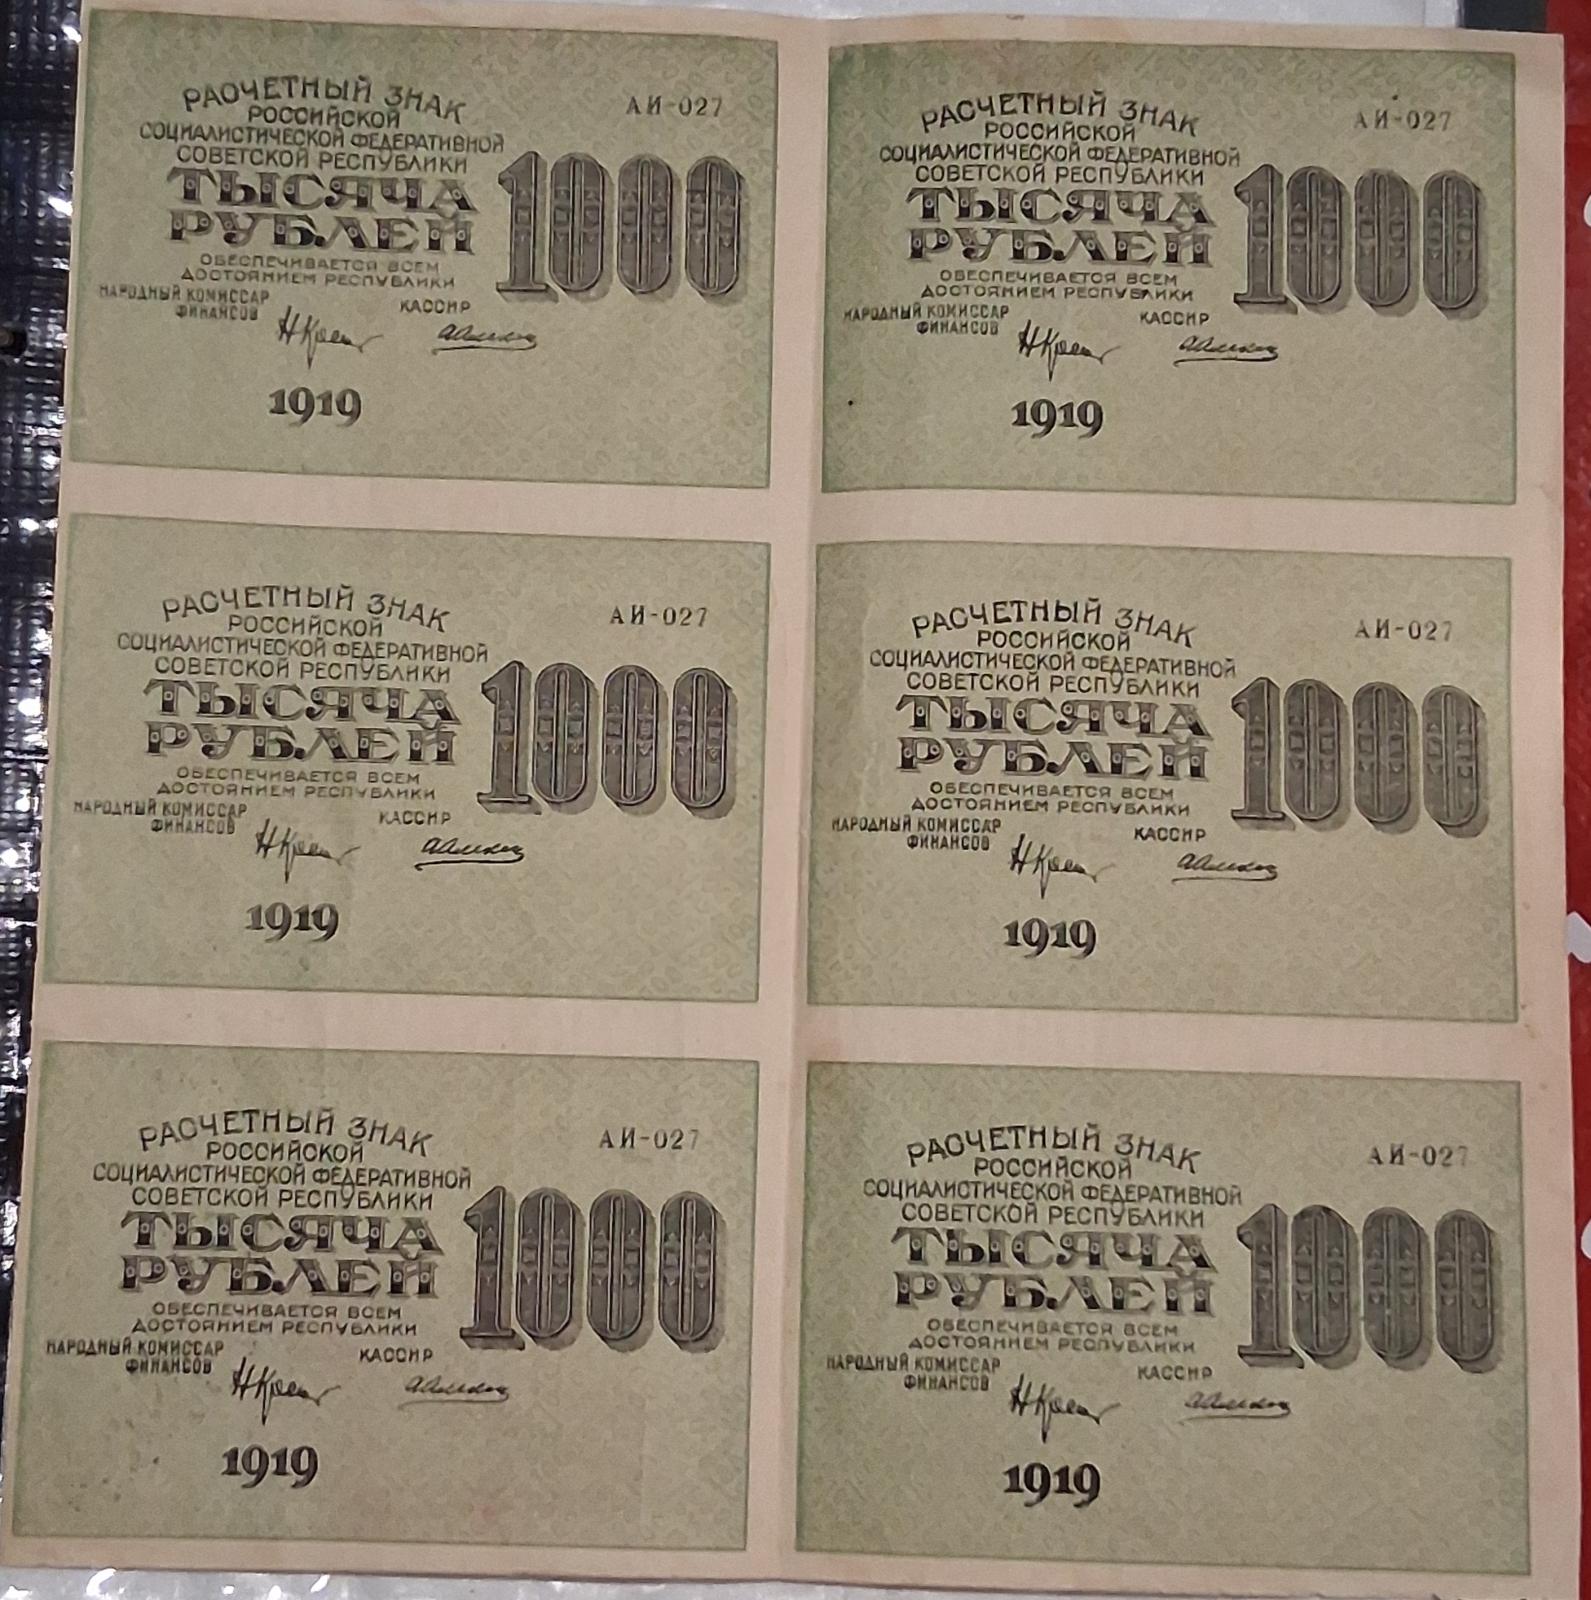 РАСЧЕТНЫЙ ЗНАК
АИ-027
РОССИЙСКОЙ
СОЦИАЛИСТИЧЕСКОЙ ФЕДЕРАТИВНОЙ
СОВЕТСКОЙ РЕСПУБЛИКИ
ТЫСЯЧА
РУБЛЕЙ
1000
ОБЕСПЕЧИВАЕТСЯ ВСЕМ
ДОСТОЯНИЕМ РЕСПУБЛИКИ
НАРОДНЫЙ КОМИССАР
ФИНАНСОВ
КАССИР
1919
РАСЧЕТНЫЙ ЗНАК
АИ-027
РОССИЙСКОЙ
СОЦИАЛИСТИЧЕСКОЙ ФЕДЕРАТИВНОЙ
СОВЕТСКОЙ РЕСПУБЛИКИ
ТЫСЯЧА
РУБЛЕЙ
1000
ОБЕСПЕЧИВАЕТСЯ ВСЕМ
ДОСТОЯНИЕМ РЕСПУБЛИКИ
НАРОДНЫЙ КОМИССАР
ФИНАНСОВ
КАССИР
1919
РАСЧЕТНЫЙ ЗНАК
АИ-027
РОССИЙСКОЙ
СОЦИАЛИСТИЧЕСКОЙ ФЕДЕРАТИВНОЙ
СОВЕТСКОЙ РЕСПУБЛИКИ
ТЫСЯЧА
РУБЛЕЙ
1000
ОБЕСПЕЧИВАЕТСЯ ВСЕМ
ДОСТОЯНИЕМ РЕСПУБЛИКИ
НАРОДНЫЙ КОМИССАР
ФИНАНСОВ
КАССИР
1919
РАСЧЕТНЫЙ ЗНАК
АИ-027
РОССИЙСКОЙ
СОЦИАЛИСТИЧЕСКОЙ ФЕДЕРАТИВНОЙ
СОВЕТСКОЙ РЕСПУБЛИКИ
ТЫСЯЧА
РУБЛЕЙ
1000
ОБЕСПЕЧИВАЕТСЯ ВСЕМ
ДОСТОЯНИЕМ РЕСПУБЛИКИ
НАРОДНЫЙ КОМИССАР
ФИНАНСОВ
КАССИР
1919
РАСЧЕТНЫЙ ЗНАК
АИ-027
РОССИЙСКОЙ
СОЦИАЛИСТИЧЕСКОЙ ФЕДЕРАТИВНОЙ
СОВЕТСКОЙ РЕСПУБЛИКИ
ТЫСЯЧА
РУБЛЕЙ
1000
ОБЕСПЕЧИВАЕТСЯ ВСЕМ
ДОСТОЯНИЕМ РЕСПУБЛИКИ
НАРОДНЫЙ КОМИССАР
ФИНАНСОВ
КАССИР
1919
РАСЧЕТНЫЙ ЗНАК
АИ-027
РОССИЙСКОЙ
СОЦИАЛИСТИЧЕСКОЙ ФЕДЕРАТИВНОЙ
СОВЕТСКОЙ РЕСПУБЛИКИ
ТЫСЯЧА
РУБЛЕЙ
1000
ОБЕСПЕЧИВАЕТСЯ ВСЕМ
ДОСТОЯНИЕМ РЕСПУБЛИКИ
НАРОДНЫЙ КОМИССАР
ФИНАНСОВ
КАССИР
1919